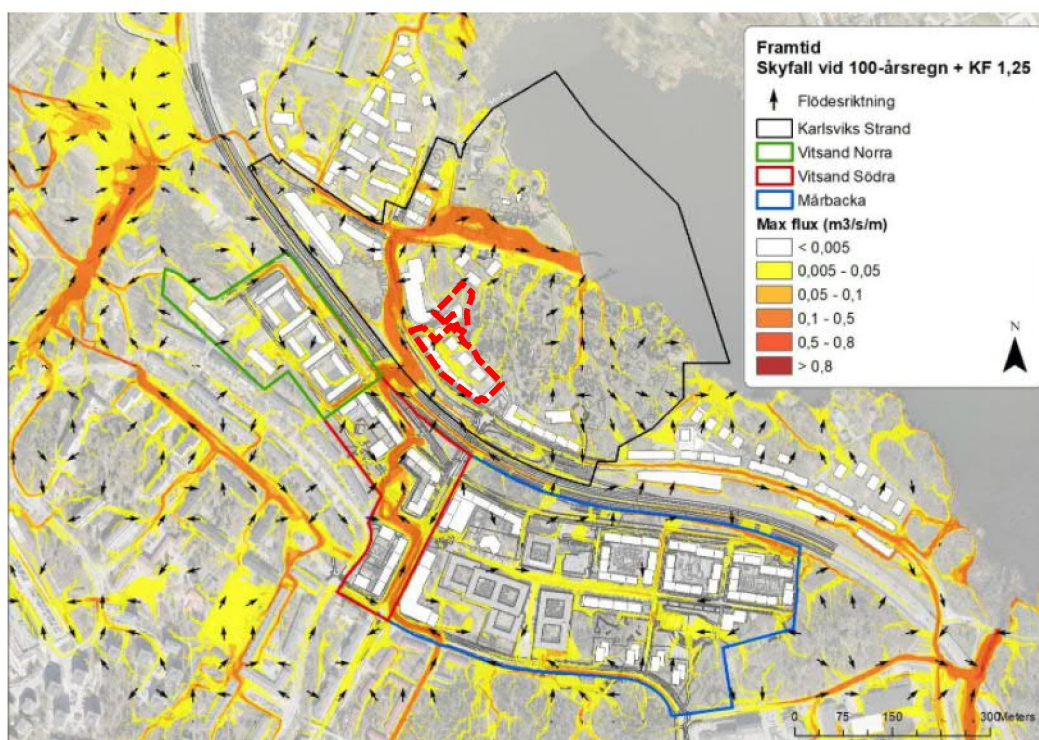 Framtid
Skyfall vid 100-årsregn + KF 1,25
Flödesriktning
Karlsviks Strand
Vitsand Norra
Vitsand Södra
Mårbacka
Max flux (m3/s/m)
< 0,005
0,005 - 0,05
0,05 - 0,1
0,1 - 0,5
0,5 - 0,8
> 0,8
N
0 75 150 300 Meters